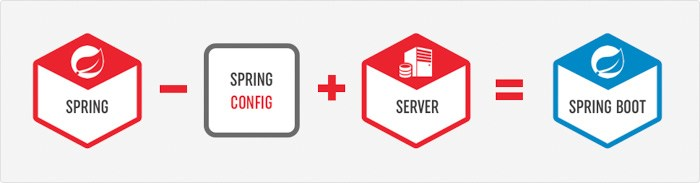 SPRING
SPRING
CONFIG
SERVER
SPRING BOOT